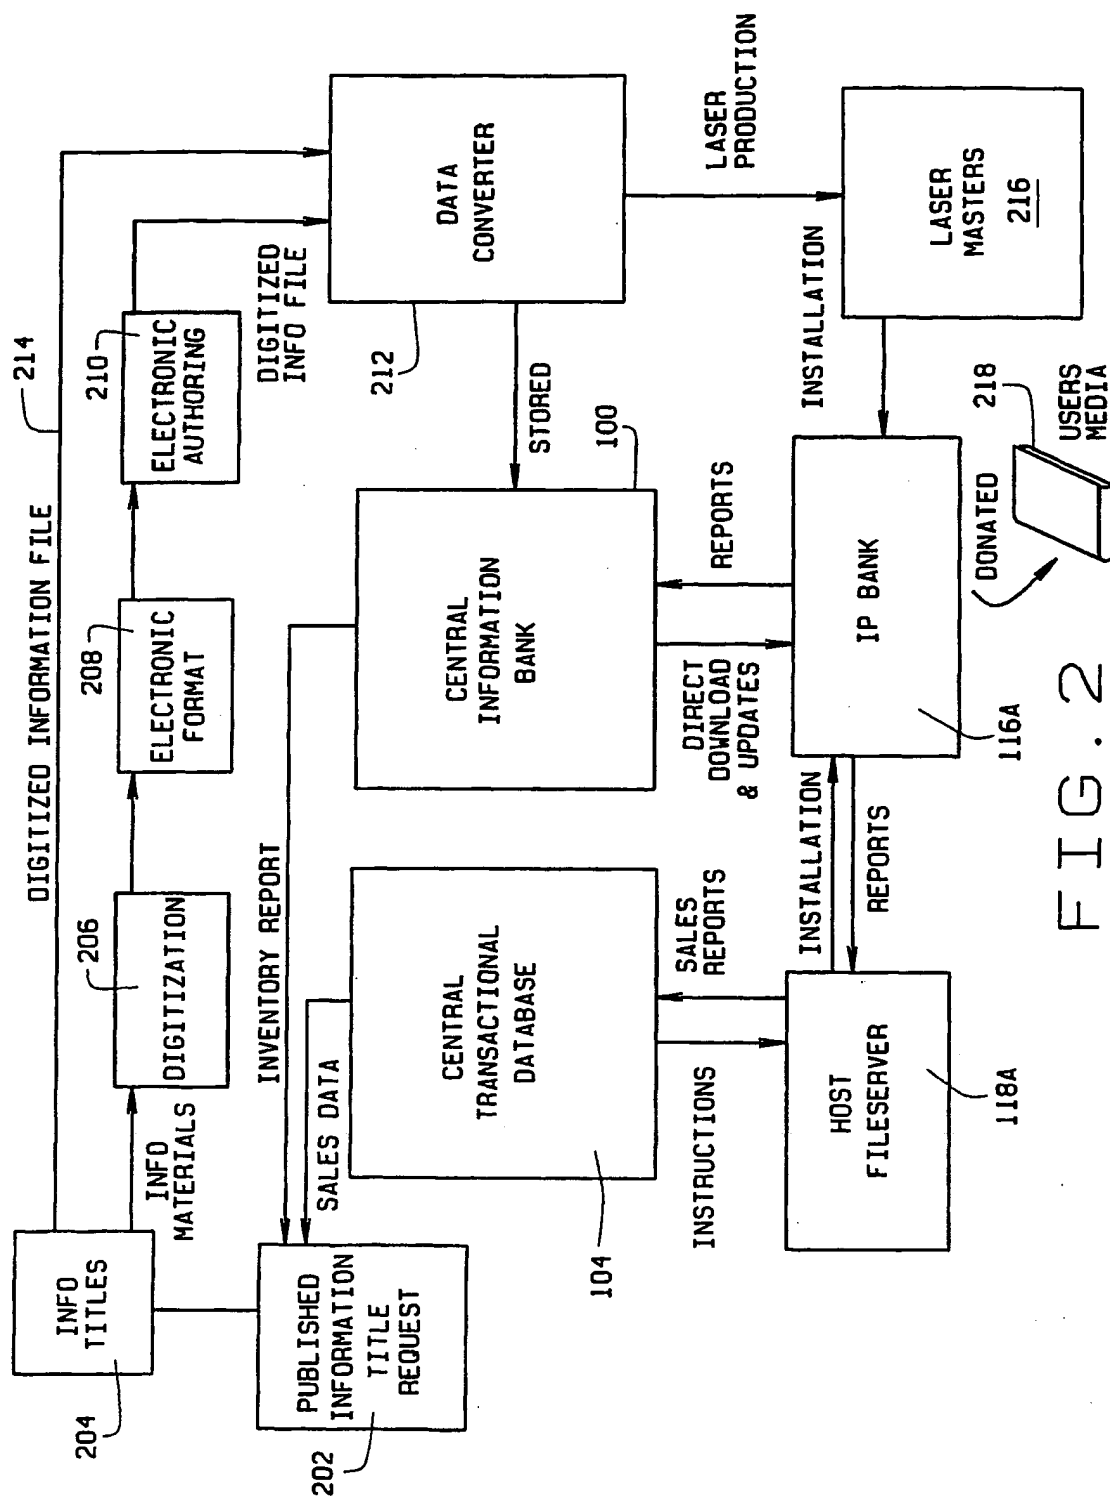 DIGITIZED INFORMATION FILE
214
INFO
TITLES
204
INFO
MATERIALS
DIGITIZATION
206
ELECTRONIC
FORMAT
208
ELECTRONIC
AUTHORING
210
DIGITIZED
INFO FILE
PUBLISHED
INFORMATION
TITLE
REQUEST
202
INVENTORY REPORT
SALES DATA
CENTRAL
TRANSACTIONAL
DATABASE
104
CENTRAL
INFORMATION
BANK
100
STORED
DATA
CONVERTER
212
INSTRUCTIONS
SALES
REPORTS
DIRECT
DOWNLOAD
& UPDATES
REPORTS
LASER
PRODUCTION
HOST
FILESERVER
118A
INSTALLATION
REPORTS
IP BANK
116A
INSTALLATION
LASER
MASTERS
216
DONATED
218
USERS
MEDIA
FIG. 2